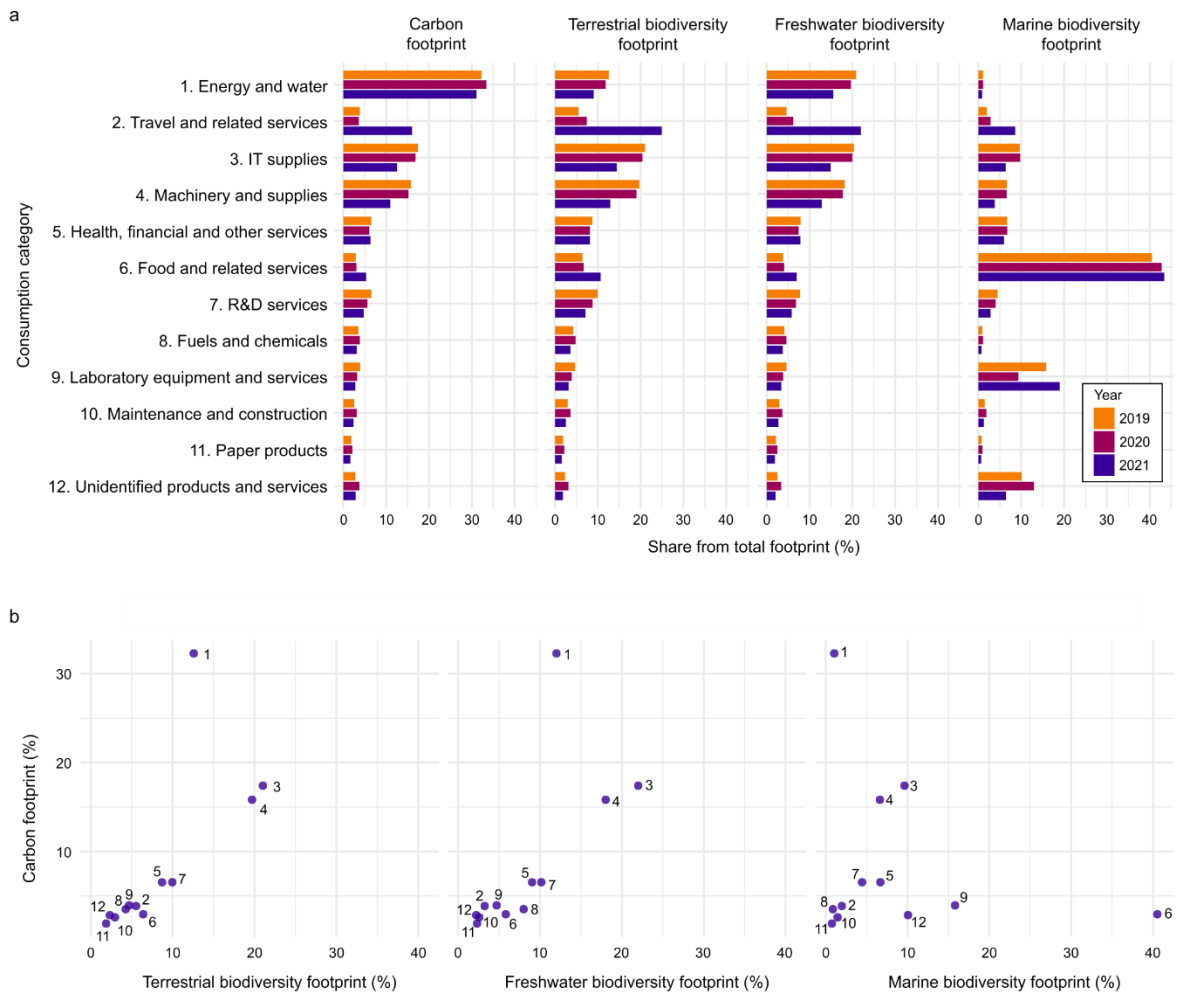 a
Carbon
footprint
Terrestrial biodiversity
footprint
Freshwater biodiversity
footprint
Marine biodiversity
footprint
Consumption category
1. Energy and water
2. Travel and related services
3. IT supplies
4. Machinery and supplies
5. Health, financial and other services
6. Food and related services
7. R&D services
8. Fuels and chemicals
9. Laboratory equipment and services
10. Maintenance and construction
11. Paper products
12. Unidentified products and services
Year
2019
2020
2021
0 10 20 30 40 0 10 20 30 40 0 10 20 30 40 0 10 20 30 40
Share from total footprint (%)
b
Carbon footprint (%)
30
20
10
1
3
4
5
7
9
2
8
12
6
10
11
1
3
4
5
7
2
9
8
12
10
6
11
1
3
4
7
5
9
8
2
12
6
10
11
0 10 20 30 40 0 10 20 30 40 0 10 20 30 40
Terrestrial biodiversity footprint (%)
Freshwater biodiversity footprint (%)
Marine biodiversity footprint (%)